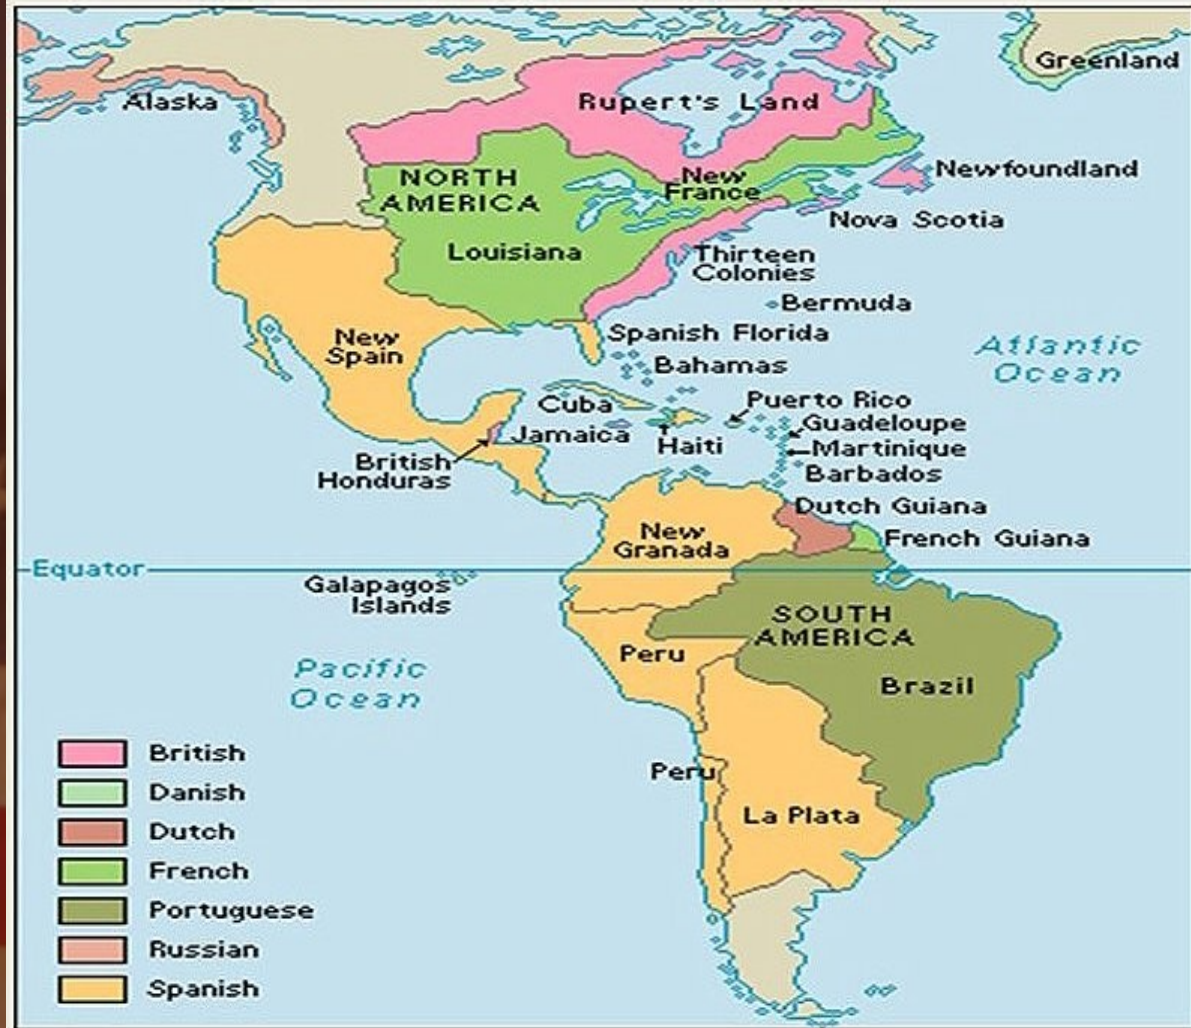 Greenland
Alaska
Rupert's Land
Newfoundland
NORTH
AMERICA
New
France
Nova Scotia
Louisiana
Thirteen
Colonies
Bermuda
Spanish Florida
New
Spain
Atlantic
Ocean
Bahamas
Cuba
Puerto Rico
Guadeloupe
Jamaica
Haiti
Martinique
British
Honduras
Barbados
Dutch Guiana
New
Granada
French Guiana
Equator
Galapagos
Islands
SOUTH
AMERICA
Peru
Pacific
Ocean
Brazil
Peru
La Plata
British
Danish
Dutch
French
Portuguese
Russian
Spanish